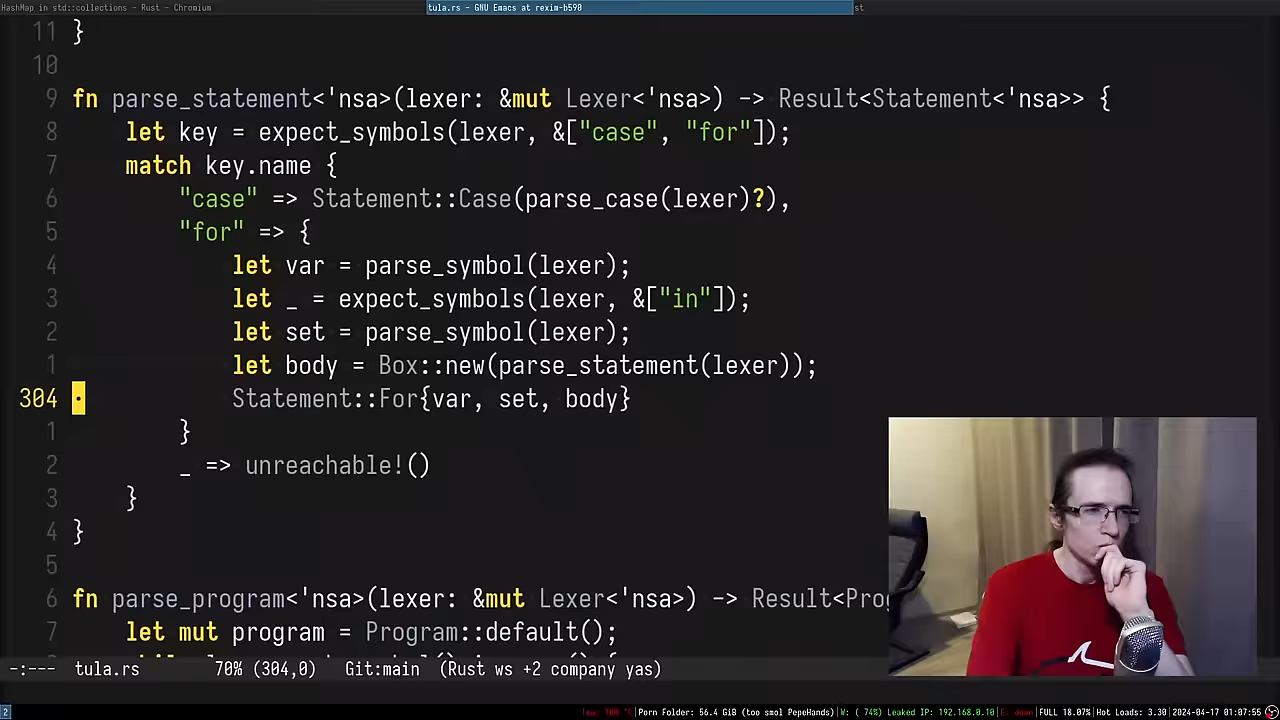 HashMap in std::collections - Rust - Chromium
tula.rs - GNU Emacs at rexim-b590
st
11 }
10
9 fn parse_statement<'nsa>(lexer: &mut Lexer<'nsa>) -> Result<Statement<'nsa>> {
8     let key = expect_symbols(lexer, &["case", "for"]);
7     match key.name {
6         "case" => Statement::Case(parse_case(lexer)?),
5         "for" => {
4             let var = parse_symbol(lexer);
3             let _ = expect_symbols(lexer, &["in"]);
2             let set = parse_symbol(lexer);
1             let body = Box::new(parse_statement(lexer));
304             Statement::For{var, set, body}
1         }
2         _ => unreachable!()
3     }
4 }
5
6 fn parse_program<'nsa>(lexer: &mut Lexer<'nsa>) -> Result<Prog
7     let mut program = Program::default();
-:--- tula.rs 70% (304,0) Git:main (Rust ws +2 company yas)
2
Porn Folder: 56.4 GiB (too smol PepeHands)|W: ( 74%) Leaked IP: 192.168.0.10|E: down|FULL 18.07%|Hot Loads: 3.30|2024-04-17 01:07:55